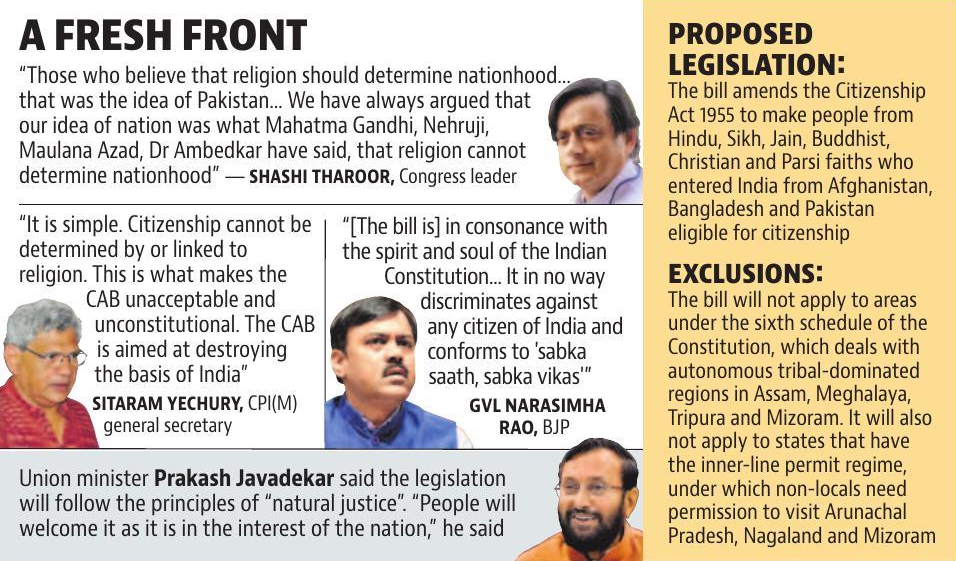 A FRESH FRONT
“Those who believe that religion should determine nationhood...
that was the idea of Pakistan... We have always argued that
our idea of nation was what Mahatma Gandhi, Nehruji,
Maulana Azad, Dr Ambedkar have said, that religion cannot
determine nationhood” — SHASHI THAROOR, Congress leader
“It is simple. Citizenship cannot be
determined by or linked to
religion. This is what makes the
CAB unacceptable and
unconstitutional. The CAB
is aimed at destroying
the basis of India”
SITARAM YECHURY, CPI(M)
general secretary
“[The bill is] in consonance with
the spirit and soul of the Indian
Constitution... It in no way
discriminates against
any citizen of India and
conforms to 'sabka
saath, sabka vikas'”
GVL NARASIMHA
RAO, BJP
Union minister Prakash Javadekar said the legislation
will follow the principles of “natural justice”. “People will
welcome it as it is in the interest of the nation,” he said
PROPOSED
LEGISLATION:
The bill amends the Citizenship
Act 1955 to make people from
Hindu, Sikh, Jain, Buddhist,
Christian and Parsi faiths who
entered India from Afghanistan,
Bangladesh and Pakistan
eligible for citizenship
EXCLUSIONS:
The bill will not apply to areas
under the sixth schedule of the
Constitution, which deals with
autonomous tribal-dominated
regions in Assam, Meghalaya,
Tripura and Mizoram. It will also
not apply to states that have
the inner-line permit regime,
under which non-locals need
permission to visit Arunachal
Pradesh, Nagaland and Mizoram